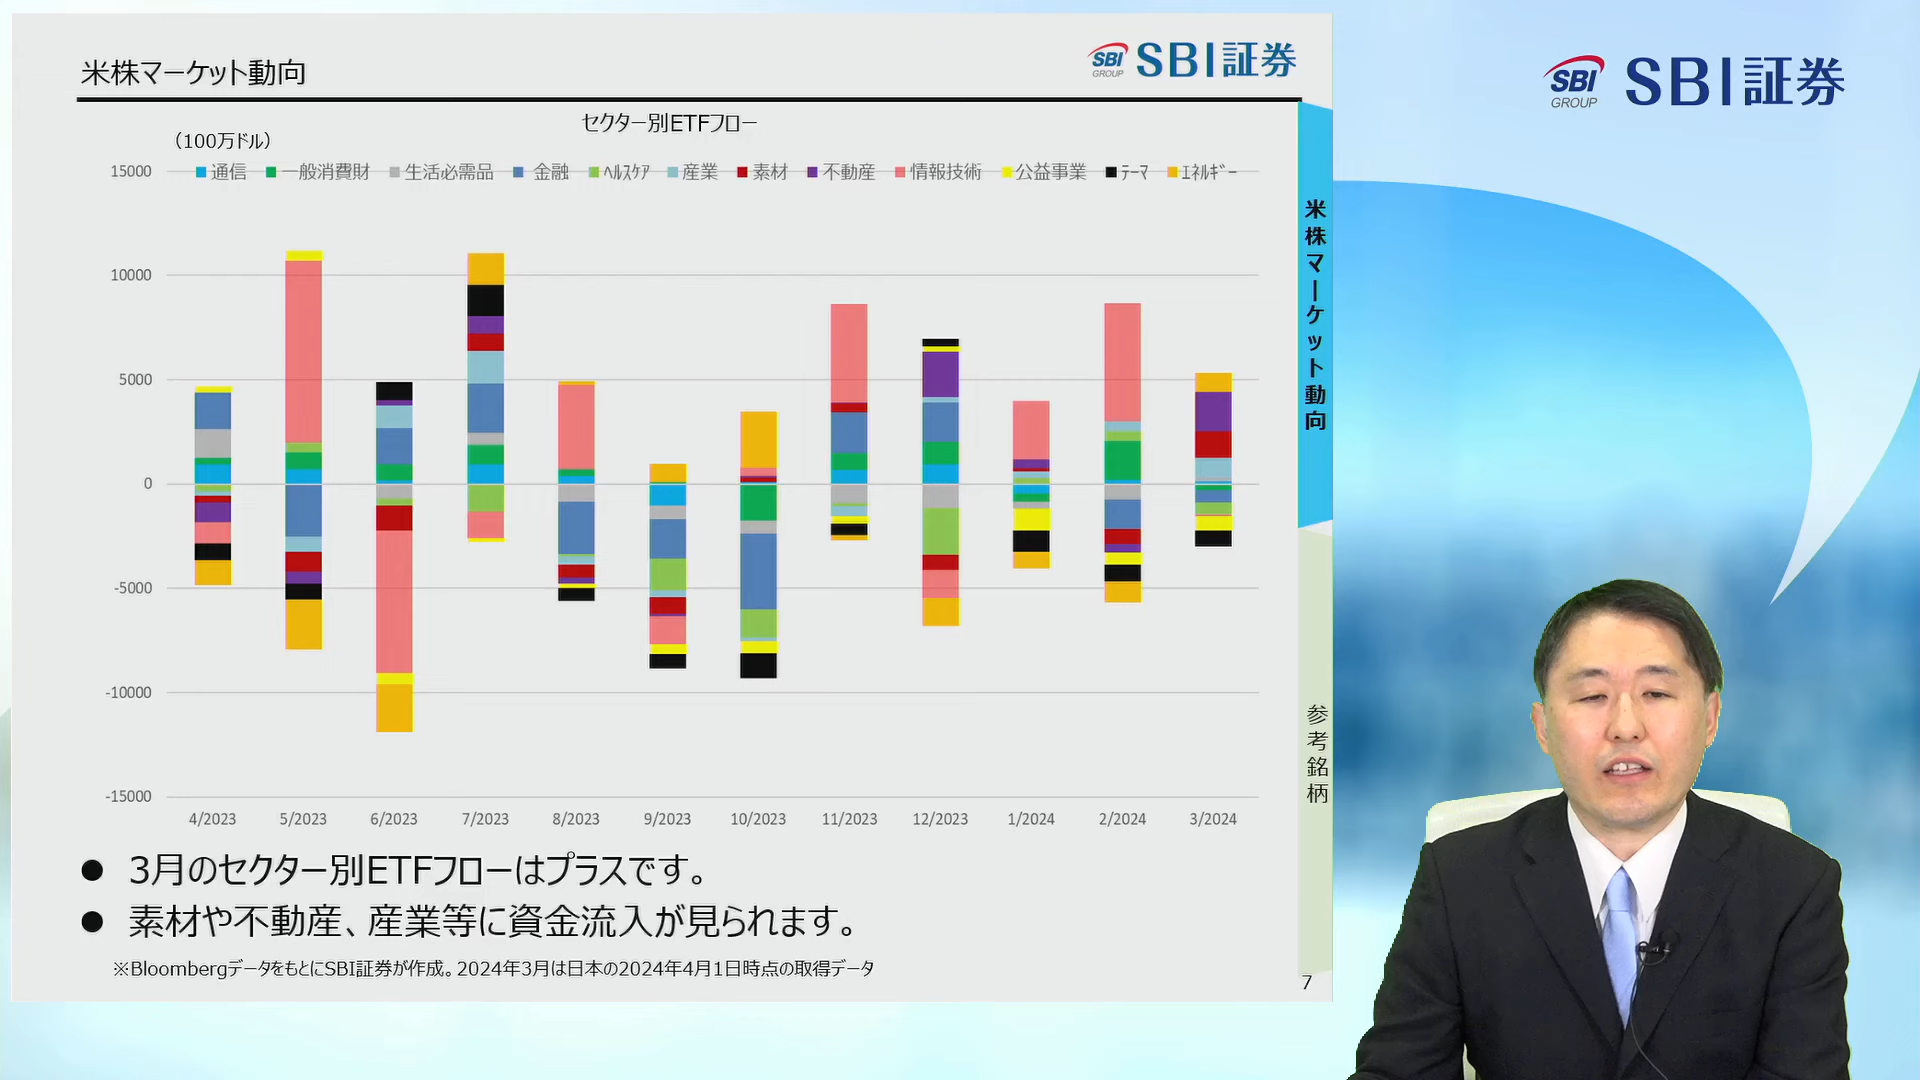 米株マーケット動向
SBI GROUP SBI証券
SBI GROUP SBI証券
セクター別ETFフロー
（100万ドル）
通信 一般消費財 生活必需品 金融 ﾍﾙｽｹｱ 産業 素材 不動産 情報技術 公益事業 ﾃｰﾏ ｴﾈﾙｷﾞｰ
15000
10000
5000
0
-5000
-10000
-15000
4/2023 5/2023 6/2023 7/2023 8/2023 9/2023 10/2023 11/2023 12/2023 1/2024 2/2024 3/2024
米株マーケット動向
参考銘柄
● 3月のセクター別ETFフローはプラスです。
● 素材や不動産、産業等に資金流入が見られます。
※BloombergデータをもとにSBI証券が作成。2024年3月は日本の2024年4月1日時点の取得データ
7